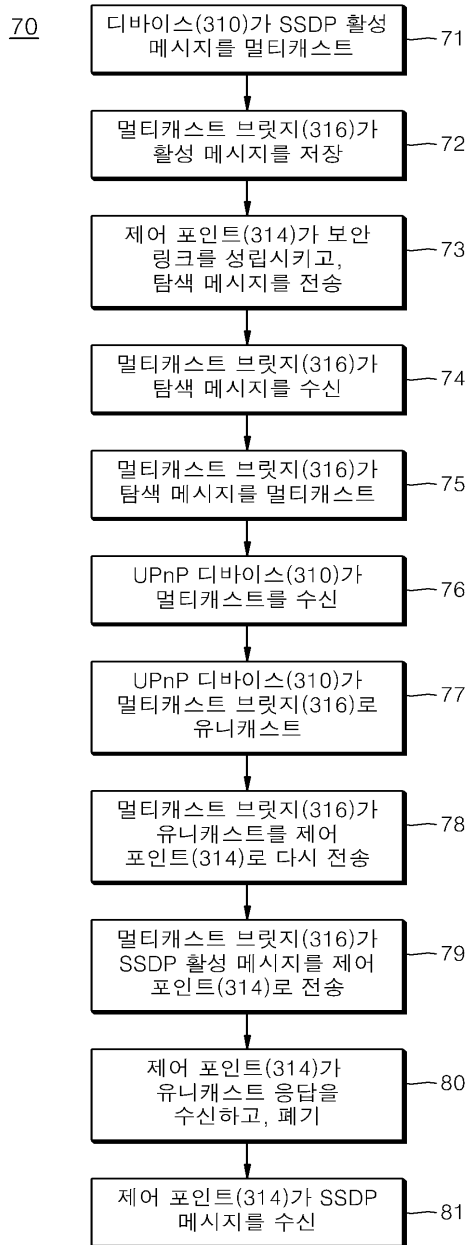 70
디바이스(310)가 SSDP 활성
메시지를 멀티캐스트
71
멀티캐스트 브릿지(316)가
활성 메시지를 저장
72
제어 포인트(314)가 보안
링크를 성립시키고,
탐색 메시지를 전송
73
멀티캐스트 브릿지(316)가
탐색 메시지를 수신
74
멀티캐스트 브릿지(316)가
탐색 메시지를 멀티캐스트
75
UPnP 디바이스(310)가
멀티캐스트를 수신
76
UPnP 디바이스(310)가
멀티캐스트 브릿지(316)로
유니캐스트
77
멀티캐스트 브릿지(316)가
유니캐스트를 제어
포인트(314)로 다시 전송
78
멀티캐스트 브릿지(316)가
SSDP 활성 메시지를 제어
포인트(314)로 전송
79
제어 포인트(314)가
유니캐스트 응답을
수신하고, 폐기
80
제어 포인트(314)가 SSDP
메시지를 수신
81